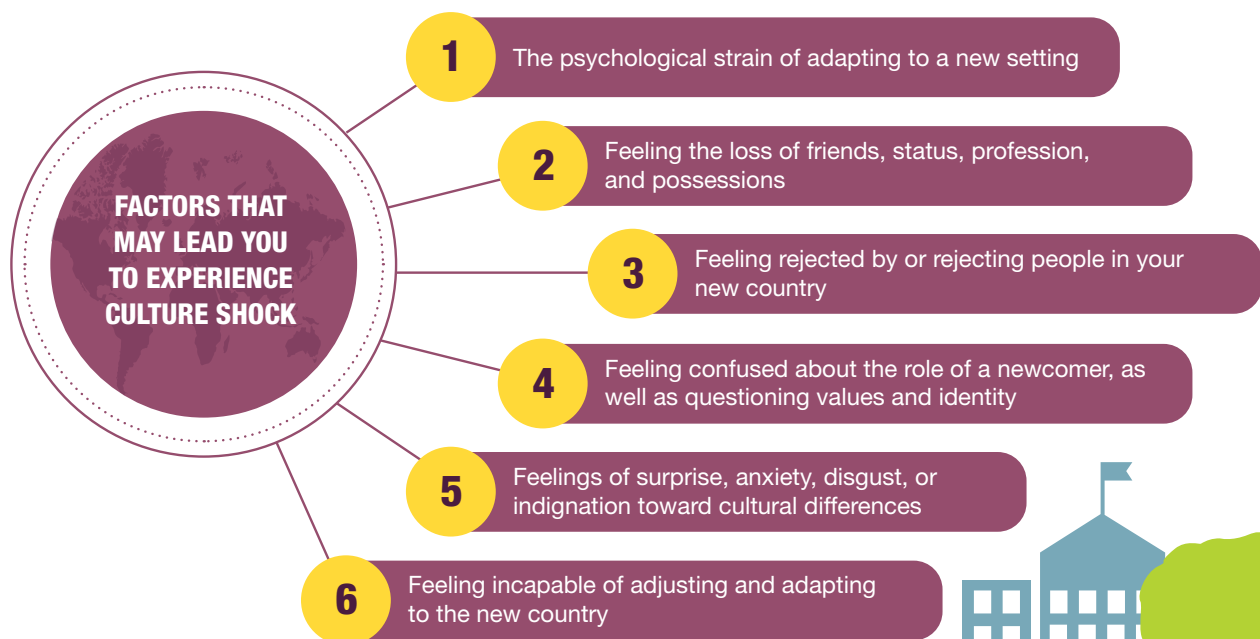 FACTORS THAT
MAY LEAD YOU
TO EXPERIENCE
CULTURE SHOCK
1
The psychological strain of adapting to a new setting
2
Feeling the loss of friends, status, profession,
and possessions
3
Feeling rejected by or rejecting people in your
new country
4
Feeling confused about the role of a newcomer, as
well as questioning values and identity
5
Feelings of surprise, anxiety, disgust, or
indignation toward cultural differences
6
Feeling incapable of adjusting and adapting
to the new country